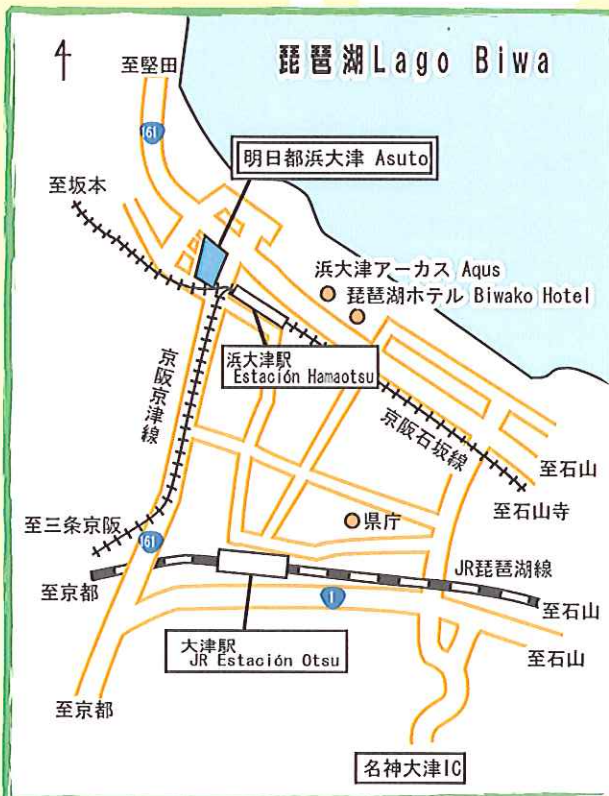 琵琶湖Lago Biwa
至堅田
161
明日都浜大津 Asuto
至坂本
浜大津アーカス Aqus
琵琶湖ホテル Biwako Hotel
浜大津駅
Estación Hamaotsu
京阪京津線
京阪石坂線
至石山
至石山寺
県庁
至三条京阪
161
JR琵琶湖線
至京都
1
至石山
大津駅
JR Estación Otsu
至石山
至京都
名神大津IC